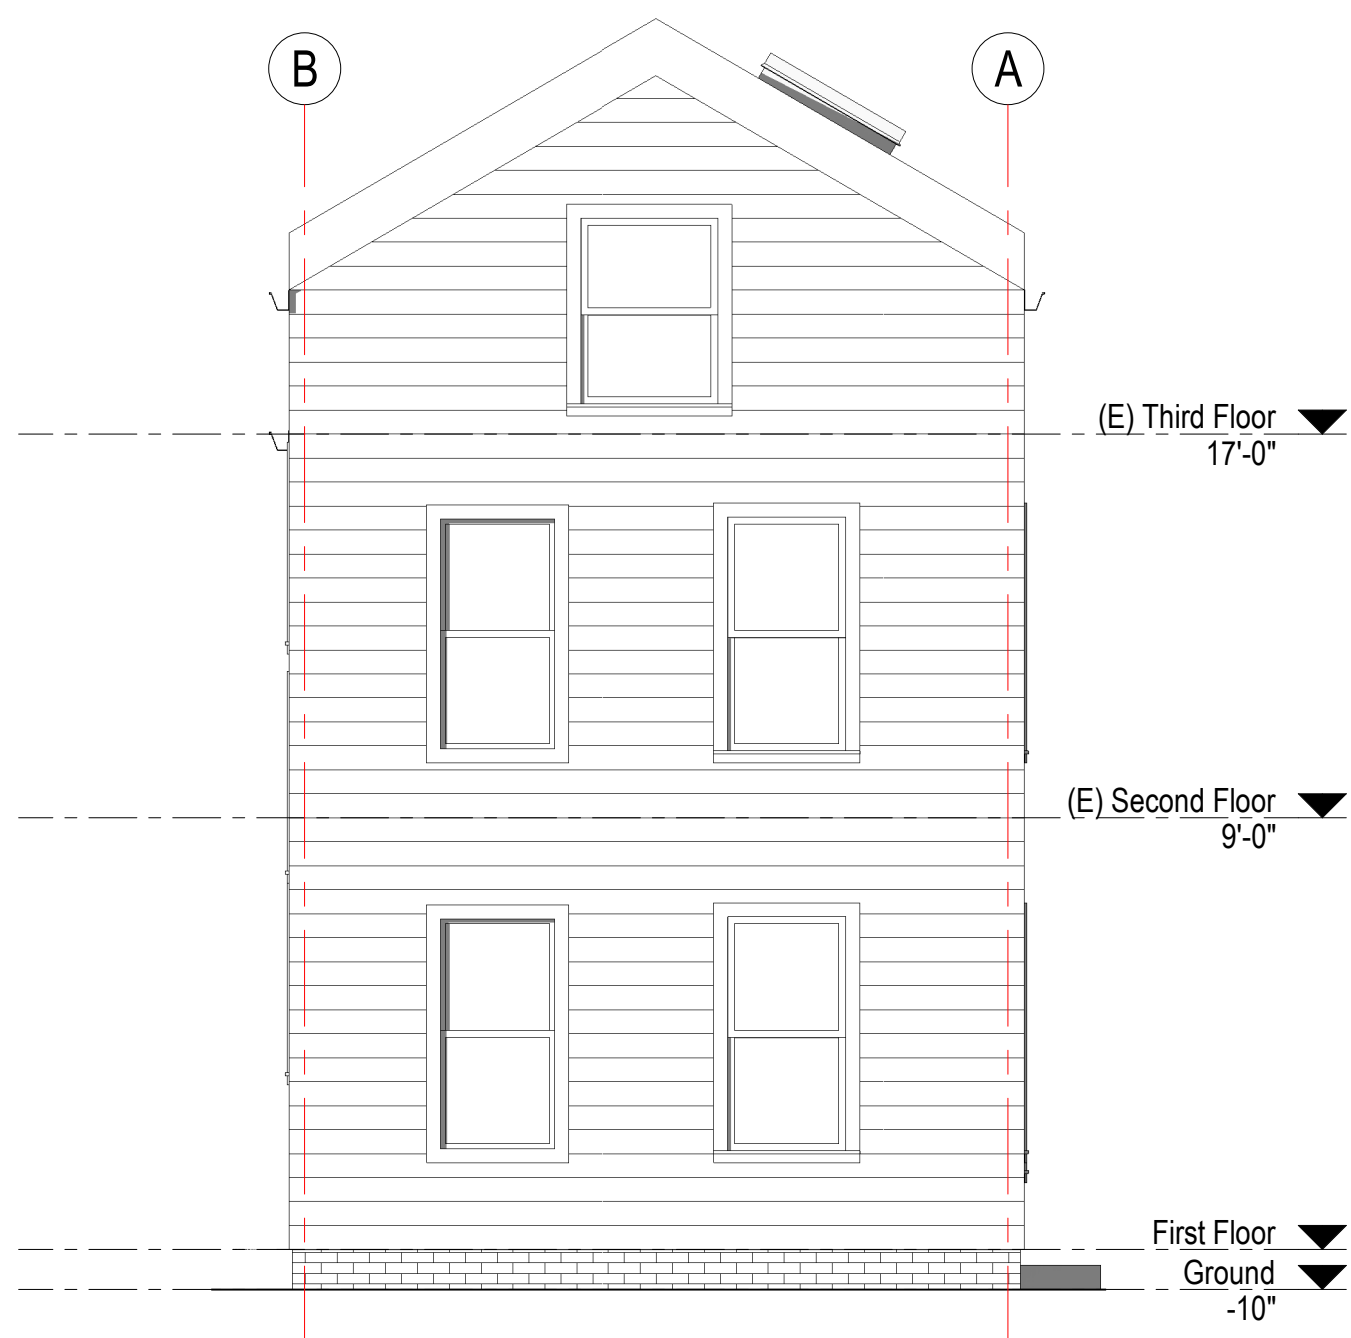 B
A
(E) Third Floor
17'-0"
(E) Second Floor
9'-0"
First Floor
Ground
-10"